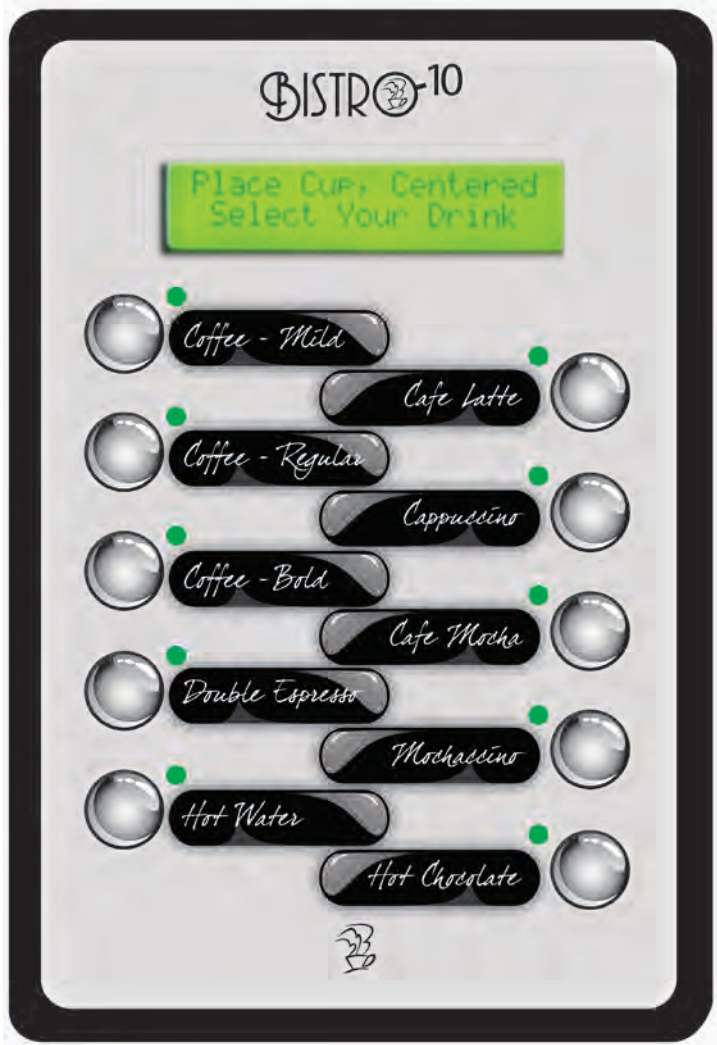 BISTRO-10
Place Cup, Centered
Select Your Drink
Coffee - Mild
Cafe Latte
Coffee - Regular
Cappuccino
Coffee - Bold
Cafe Mocha
Double Espresso
Mochaccino
Hot Water
Hot Chocolate